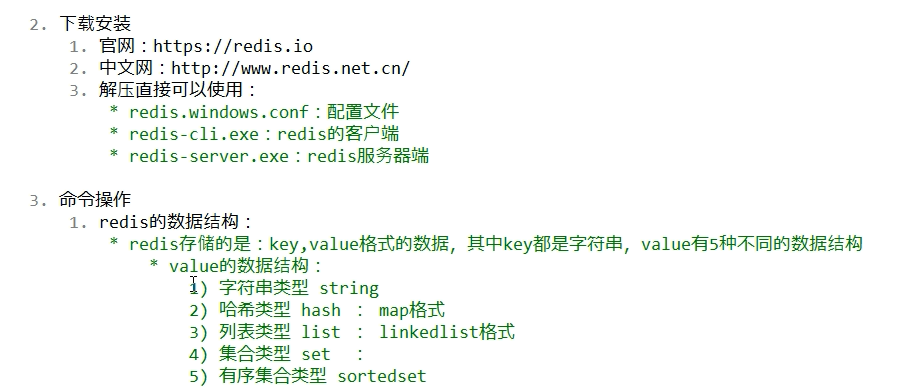 2. 下载安装
1. 官网：https://redis.io
2. 中文网：http://www.redis.net.cn/
3. 解压直接可以使用：
* redis.windows.conf：配置文件
* redis-cli.exe：redis的客户端
* redis-server.exe：redis服务器端
3. 命令操作
1. redis的数据结构：
* redis存储的是：key,value格式的数据，其中key都是字符串，value有5种不同的数据结构
* value的数据结构：
1) 字符串类型 string
2) 哈希类型 hash ： map格式
3) 列表类型 list ： linkedlist格式
4) 集合类型 set ：
5) 有序集合类型 sortedset